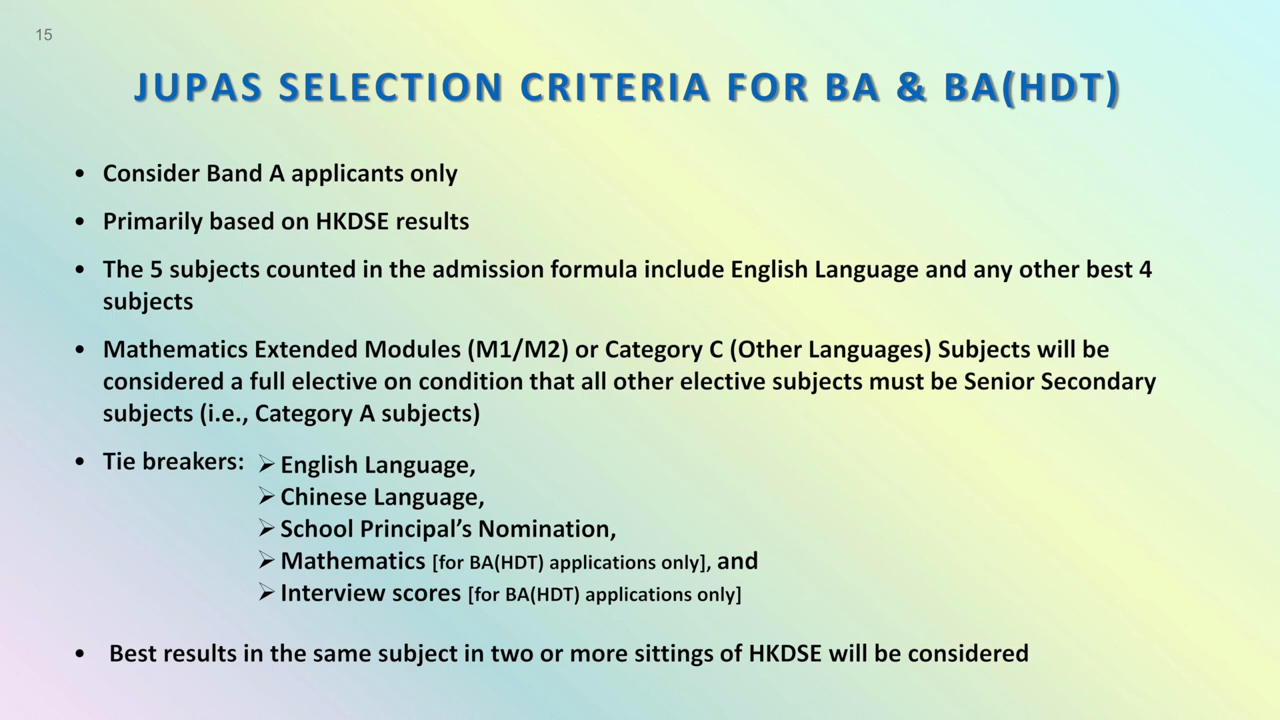 15
JUPAS SELECTION CRITERIA FOR BA & BA(HDT)
• Consider Band A applicants only
• Primarily based on HKDSE results
• The 5 subjects counted in the admission formula include English Language and any other best 4
subjects
• Mathematics Extended Modules (M1/M2) or Category C (Other Languages) Subjects will be
considered a full elective on condition that all other elective subjects must be Senior Secondary
subjects (i.e., Category A subjects)
• Tie breakers: ➢ English Language,
➢ Chinese Language,
➢ School Principal’s Nomination,
➢ Mathematics [for BA(HDT) applications only], and
➢ Interview scores [for BA(HDT) applications only]
• Best results in the same subject in two or more sittings of HKDSE will be considered